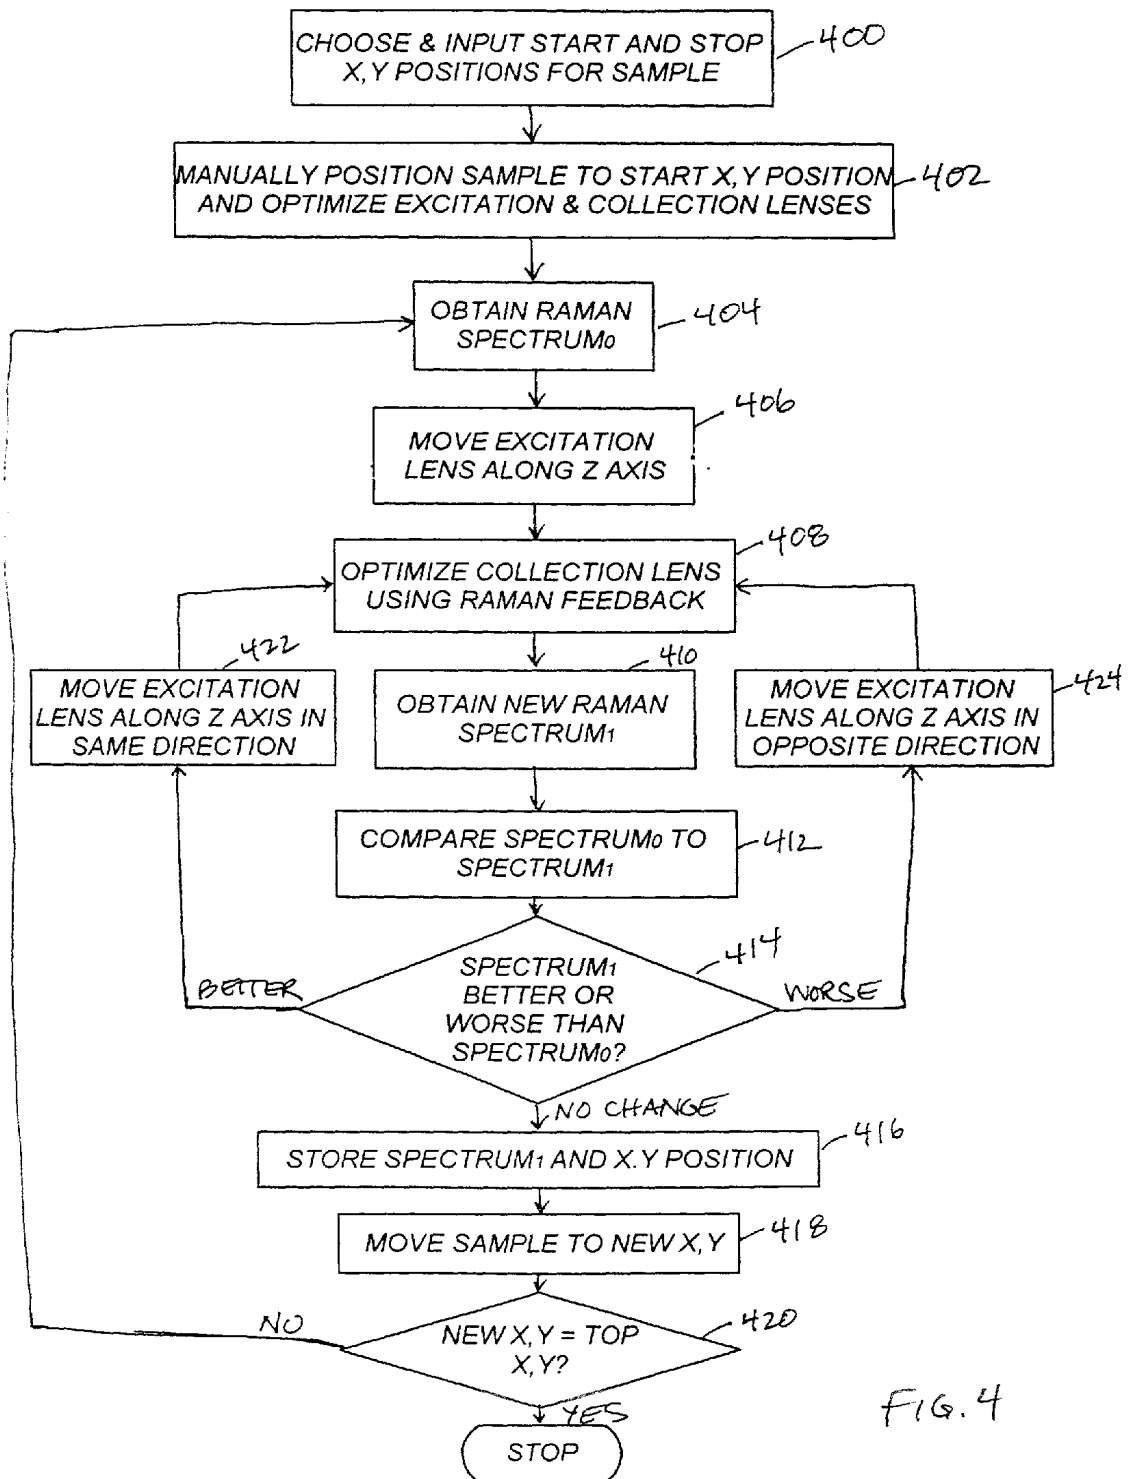 CHOOSE & INPUT START AND STOP
X,Y POSITIONS FOR SAMPLE
400
MANUALLY POSITION SAMPLE TO START X,Y POSITION
AND OPTIMIZE EXCITATION & COLLECTION LENSES
402
OBTAIN RAMAN
SPECTRUM0
404
406
MOVE EXCITATION
LENS ALONG Z AXIS
408
OPTIMIZE COLLECTION LENS
USING RAMAN FEEDBACK
422
MOVE EXCITATION
LENS ALONG Z AXIS IN
SAME DIRECTION
410
OBTAIN NEW RAMAN
SPECTRUM1
424
MOVE EXCITATION
LENS ALONG Z AXIS IN
OPPOSITE DIRECTION
COMPARE SPECTRUM0 TO
SPECTRUM1
412
414
SPECTRUM1
BETTER OR
WORSE THAN
SPECTRUM0?
BETTER
WORSE
NO CHANGE
416
STORE SPECTRUM1 AND X.Y POSITION
MOVE SAMPLE TO NEW X,Y
418
NO
NEW X,Y = TOP
X,Y?
420
YES
STOP
FIG. 4